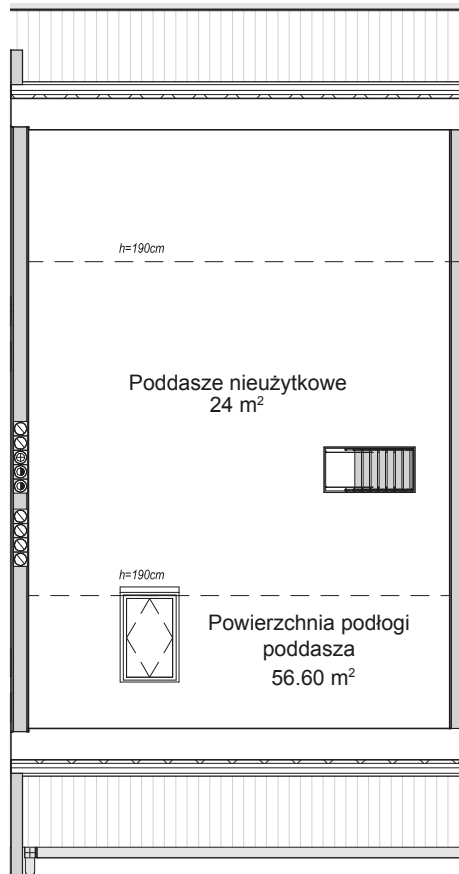 h=190cm
Poddasze nieużytkowe
24 m²
h=190cm
Powierzchnia podłogi
poddasza
56.60 m²